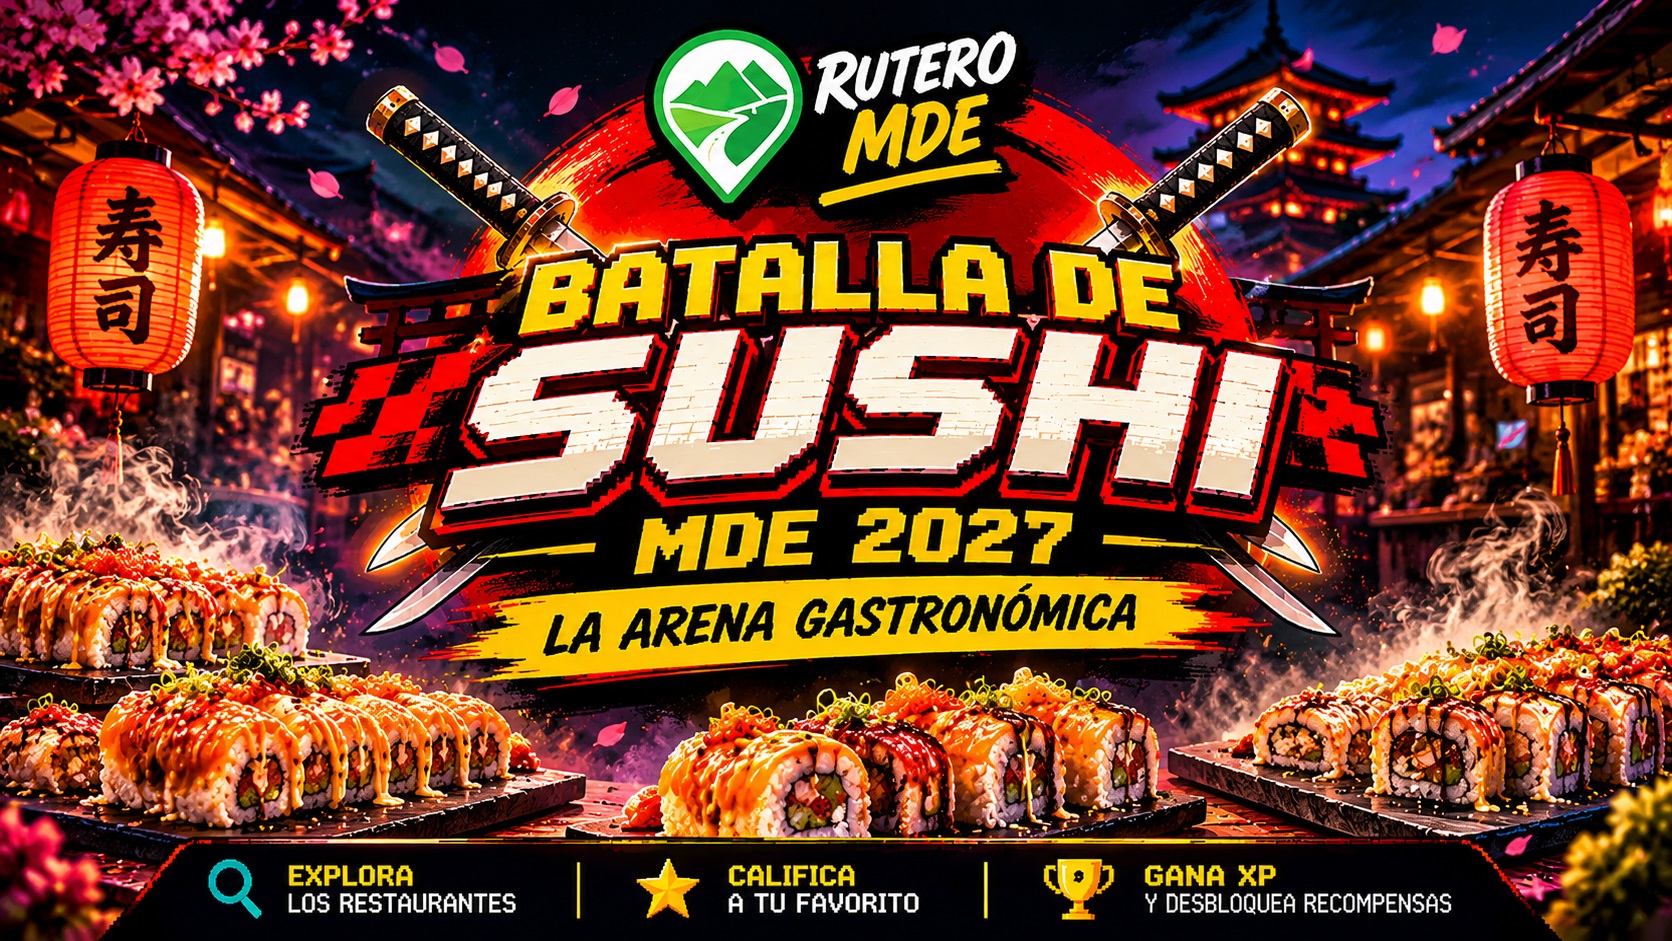 RUTERO
MDE
寿司
寿司
BATALLA DE
SUSHI
MDE 2027
LA ARENA GASTRONÓMICA
EXPLORA
LOS RESTAURANTES
CALIFICA
A TU FAVORITO
GANA XP
Y DESBLOQUEA RECOMPENSAS